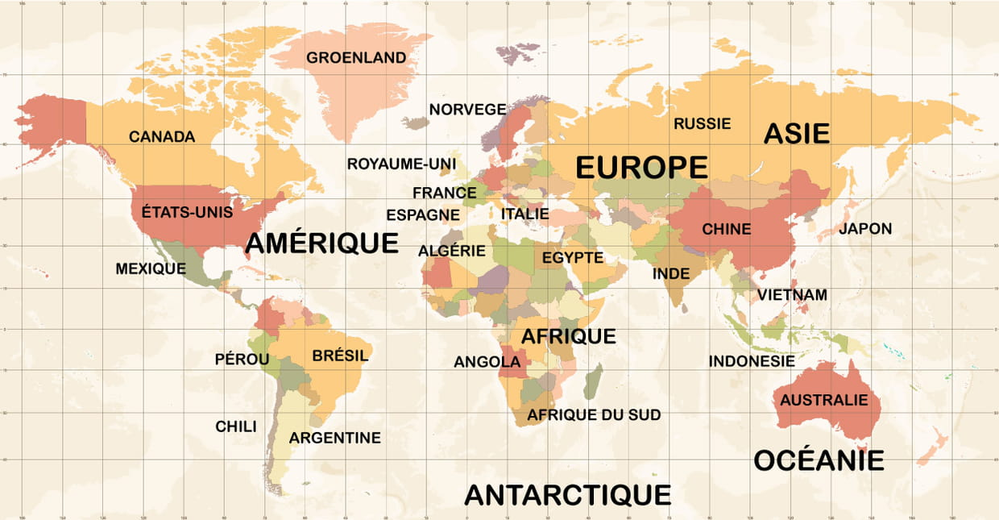 GROENLAND
NORVEGE
RUSSIE
ASIE
CANADA
ROYAUME-UNI
EUROPE
FRANCE
ÉTATS-UNIS
ESPAGNE
ITALIE
CHINE
JAPON
AMÉRIQUE
ALGÉRIE
EGYPTE
MEXIQUE
INDE
VIETNAM
AFRIQUE
PÉROU
BRÉSIL
ANGOLA
INDONESIE
AUSTRALIE
AFRIQUE DU SUD
CHILI
ARGENTINE
OCÉANIE
ANTARCTIQUE